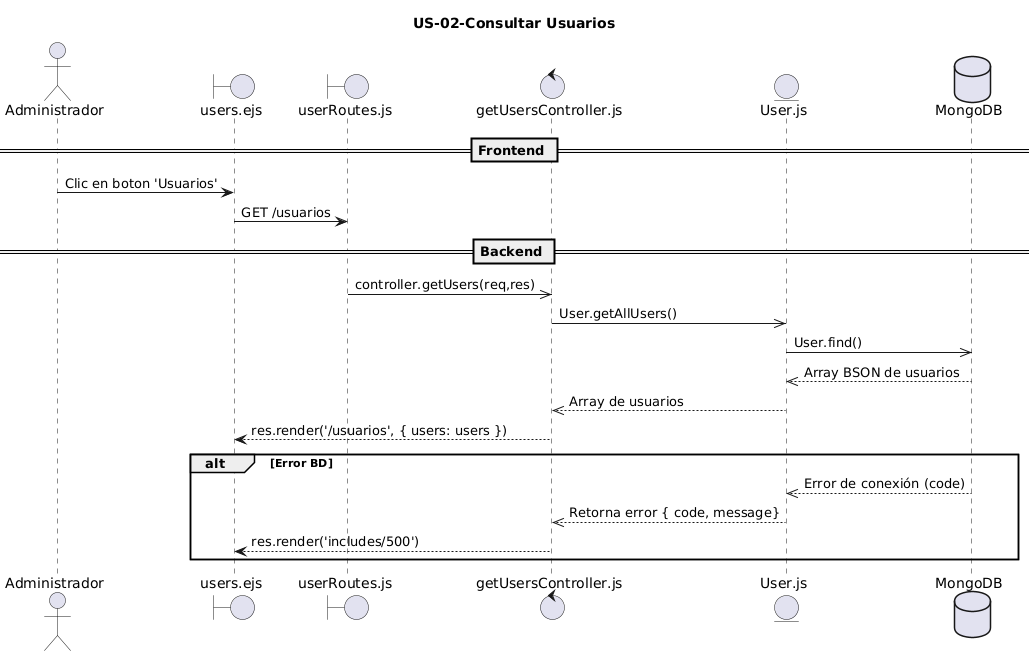 US-02-Consultar Usuarios
Administrador
users.ejs
userRoutes.js
getUsersController.js
User.js
MongoDB
Frontend
Clic en boton 'Usuarios'
GET /usuarios
Backend
controller.getUsers(req,res)
User.getAllUsers()
User.find()
Array BSON de usuarios
Array de usuarios
res.render('/usuarios', { users: users })
alt
[Error BD]
Error de conexión (code)
Retorna error { code, message}
res.render('includes/500')
Administrador
users.ejs
userRoutes.js
getUsersController.js
User.js
MongoDB